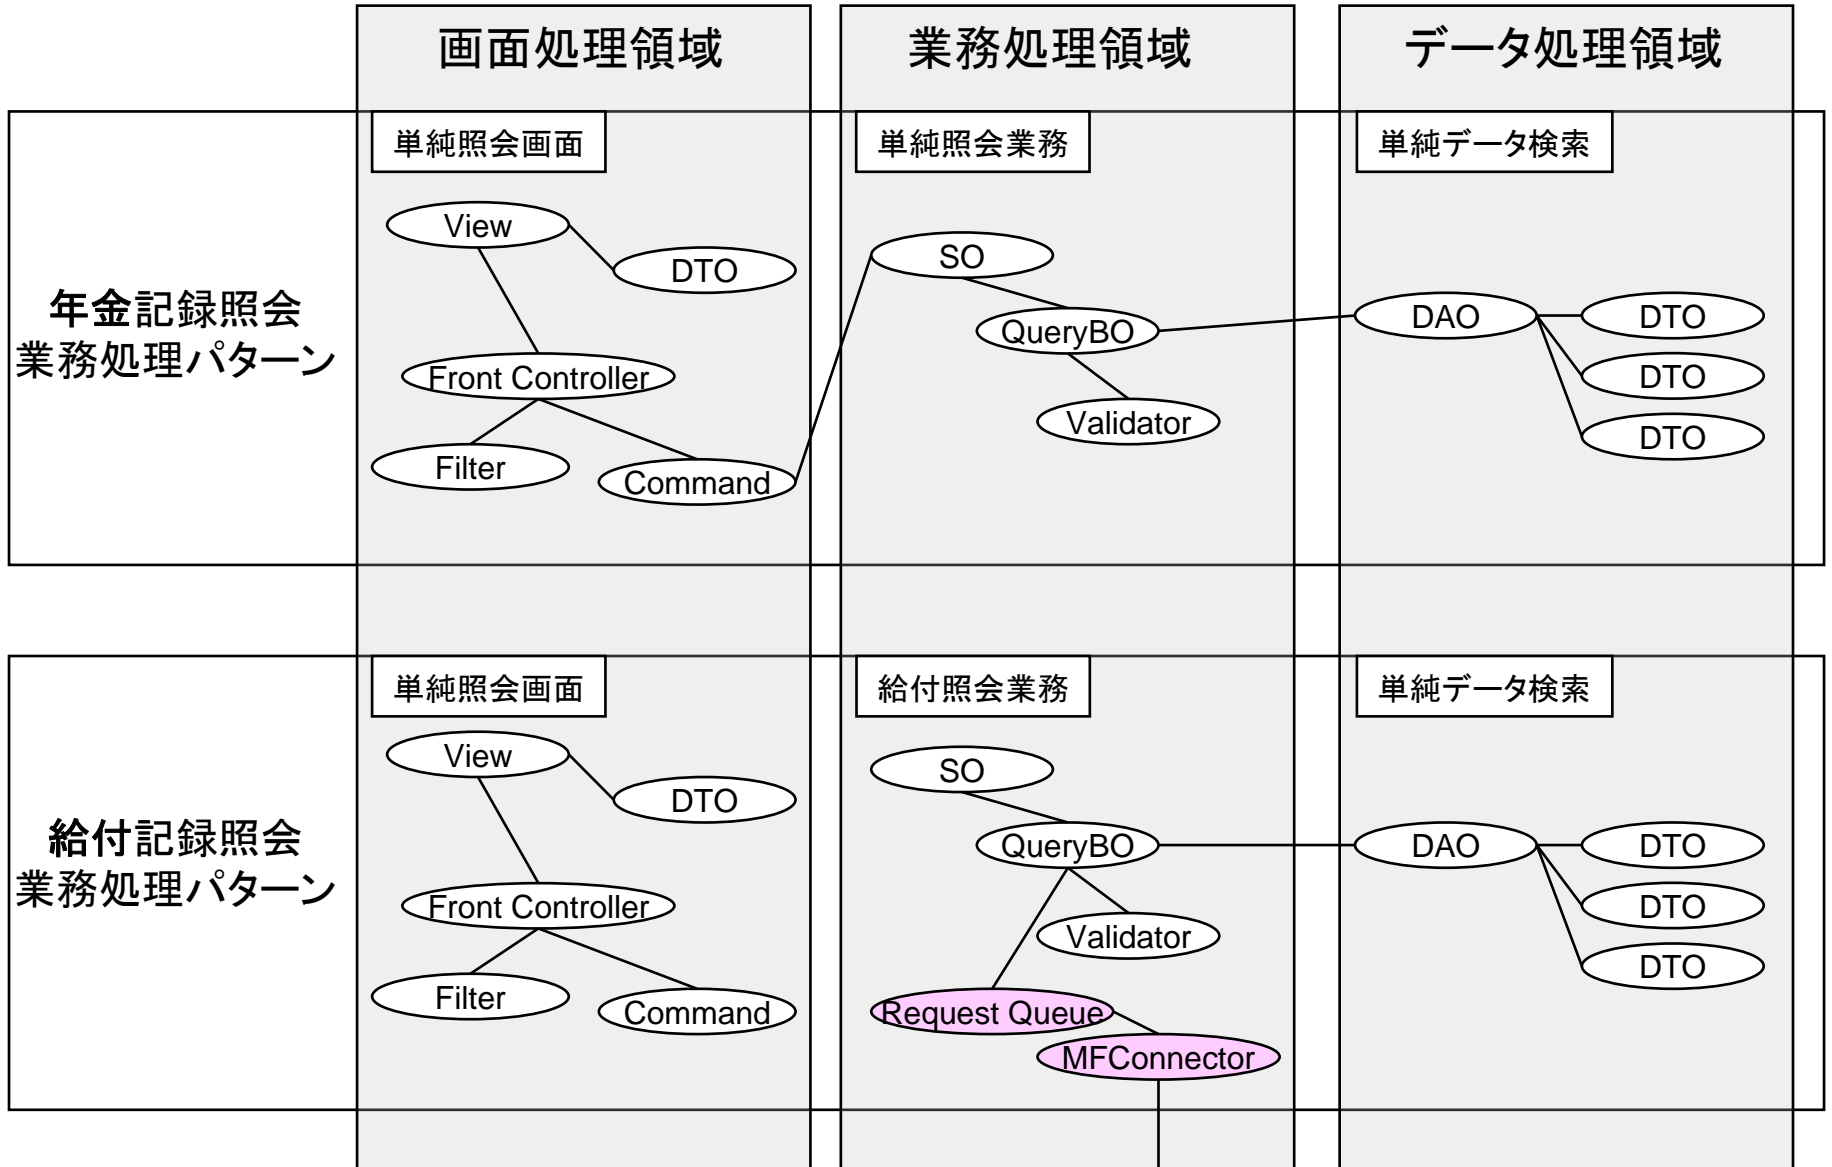 画面処理領域
業務処理領域
データ処理領域
年金記録照会
業務処理パターン
単純照会画面
View
DTO
Front Controller
Filter
Command
単純照会業務
SO
QueryBO
Validator
単純データ検索
DAO
DTO
DTO
DTO
給付記録照会
業務処理パターン
単純照会画面
View
DTO
Front Controller
Filter
Command
給付照会業務
SO
QueryBO
Validator
Request Queue
MFConnector
単純データ検索
DAO
DTO
DTO
DTO